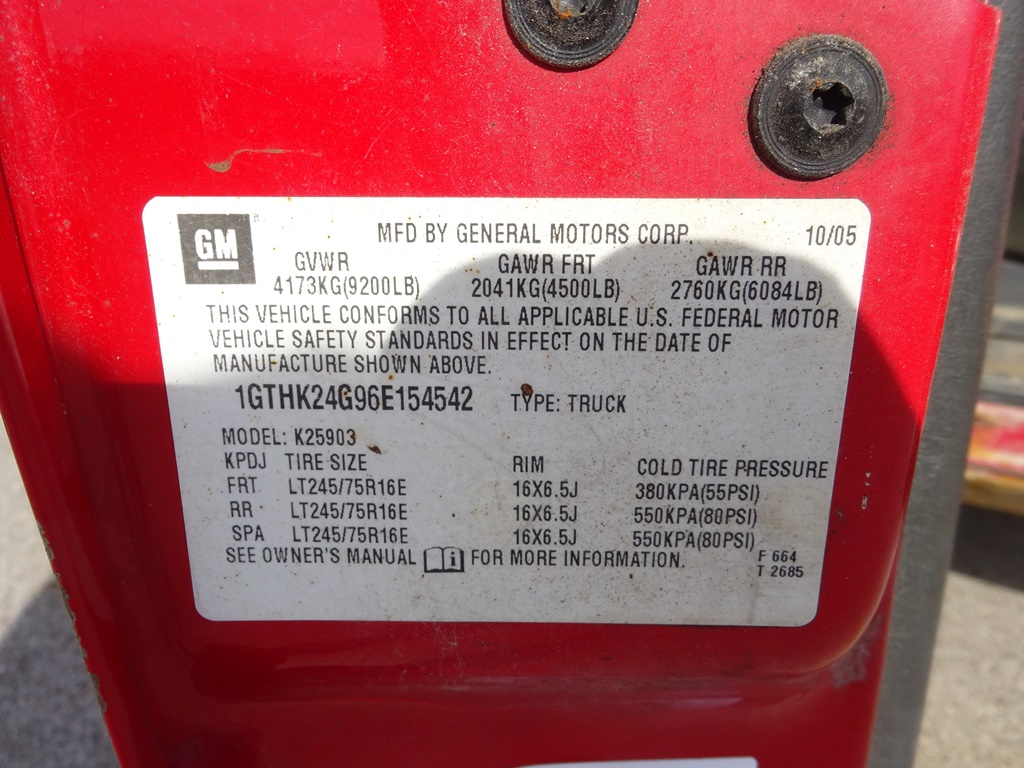 GM MFD BY GENERAL MOTORS CORP. 10/05
GVWR GAWR FRT GAWR RR
4173KG(9200LB) 2041KG(4500LB) 2760KG(6084LB)
THIS VEHICLE CONFORMS TO ALL APPLICABLE U.S. FEDERAL MOTOR
VEHICLE SAFETY STANDARDS IN EFFECT ON THE DATE OF
MANUFACTURE SHOWN ABOVE.
1GTHK24G96E154542 TYPE: TRUCK
MODEL: K25903
KPDJ TIRE SIZE RIM COLD TIRE PRESSURE
FRT LT245/75R16E 16X6.5J 380KPA(55PSI)
RR LT245/75R16E 16X6.5J 550KPA(80PSI)
SPA LT245/75R16E 16X6.5J 550KPA(80PSI)
SEE OWNER'S MANUAL FOR MORE INFORMATION. F 664
T 2685